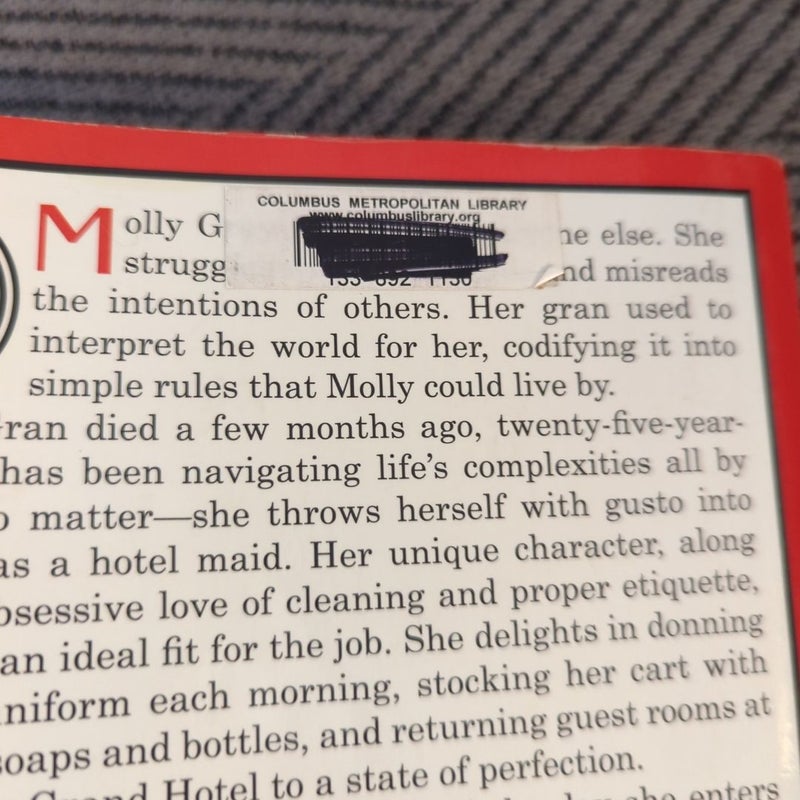 COLUMBUS METROPOLITAN LIBRARY
www.columbuslibrary.org
Molly G ne else. She
strugg nd misreads
the intentions of others. Her gran used to
interpret the world for her, codifying it into
simple rules that Molly could live by.
ran died a few months ago, twenty-five-year-
has been navigating life's complexities all by
o matter—she throws herself with gusto into
as a hotel maid. Her unique character, along
bsessive love of cleaning and proper etiquette,
an ideal fit for the job. She delights in donning
niform each morning, stocking her cart with
soaps and bottles, and returning guest rooms at
Grand Hotel to a state of perfection.
she enters